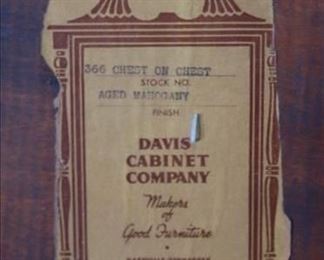 366 CHEST ON CHEST
STOCK NO.
AGED MAHOGANY
FINISH
DAVIS
CABINET
COMPANY
Makers
of
Good Furniture